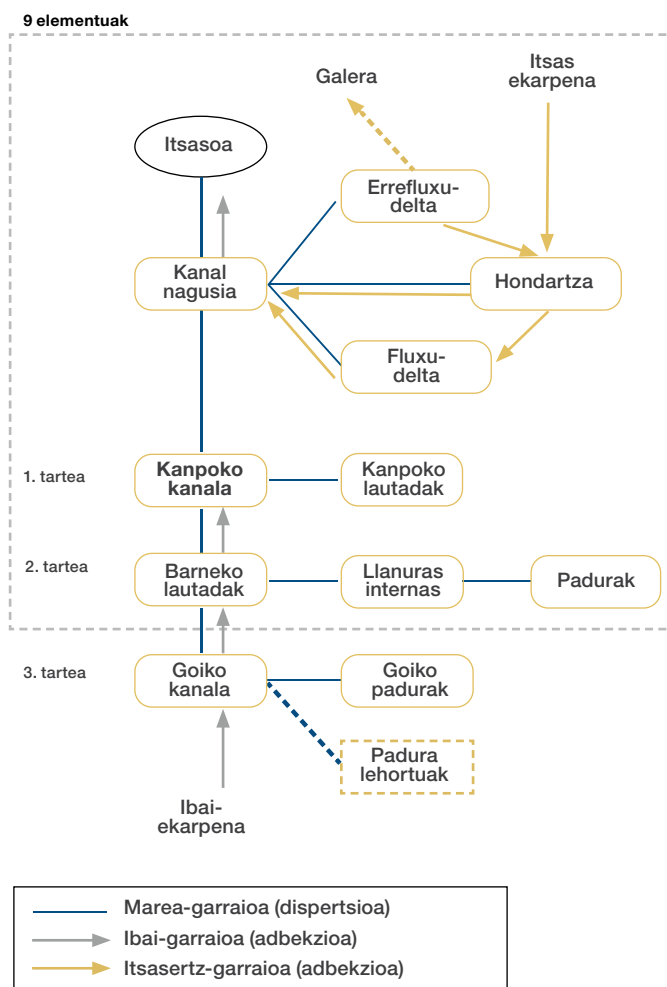 9 elementuak
Itsas
ekarpena
Galera
Itsasoa
Errefluxu-
delta
Kanal
nagusia
Hondartza
Fluxu-
delta
1. tartea
Kanpoko
kanala
Kanpoko
lautadak
2. tartea
Barneko
lautadak
Llanuras
internas
Padurak
3. tartea
Goiko
kanala
Goiko
padurak
Padura
lehortuak
Ibai-
ekarpena
Marea-garraioa (dispertsioa)
Ibai-garraioa (adbekzioa)
Itsasertz-garraioa (adbekzioa)